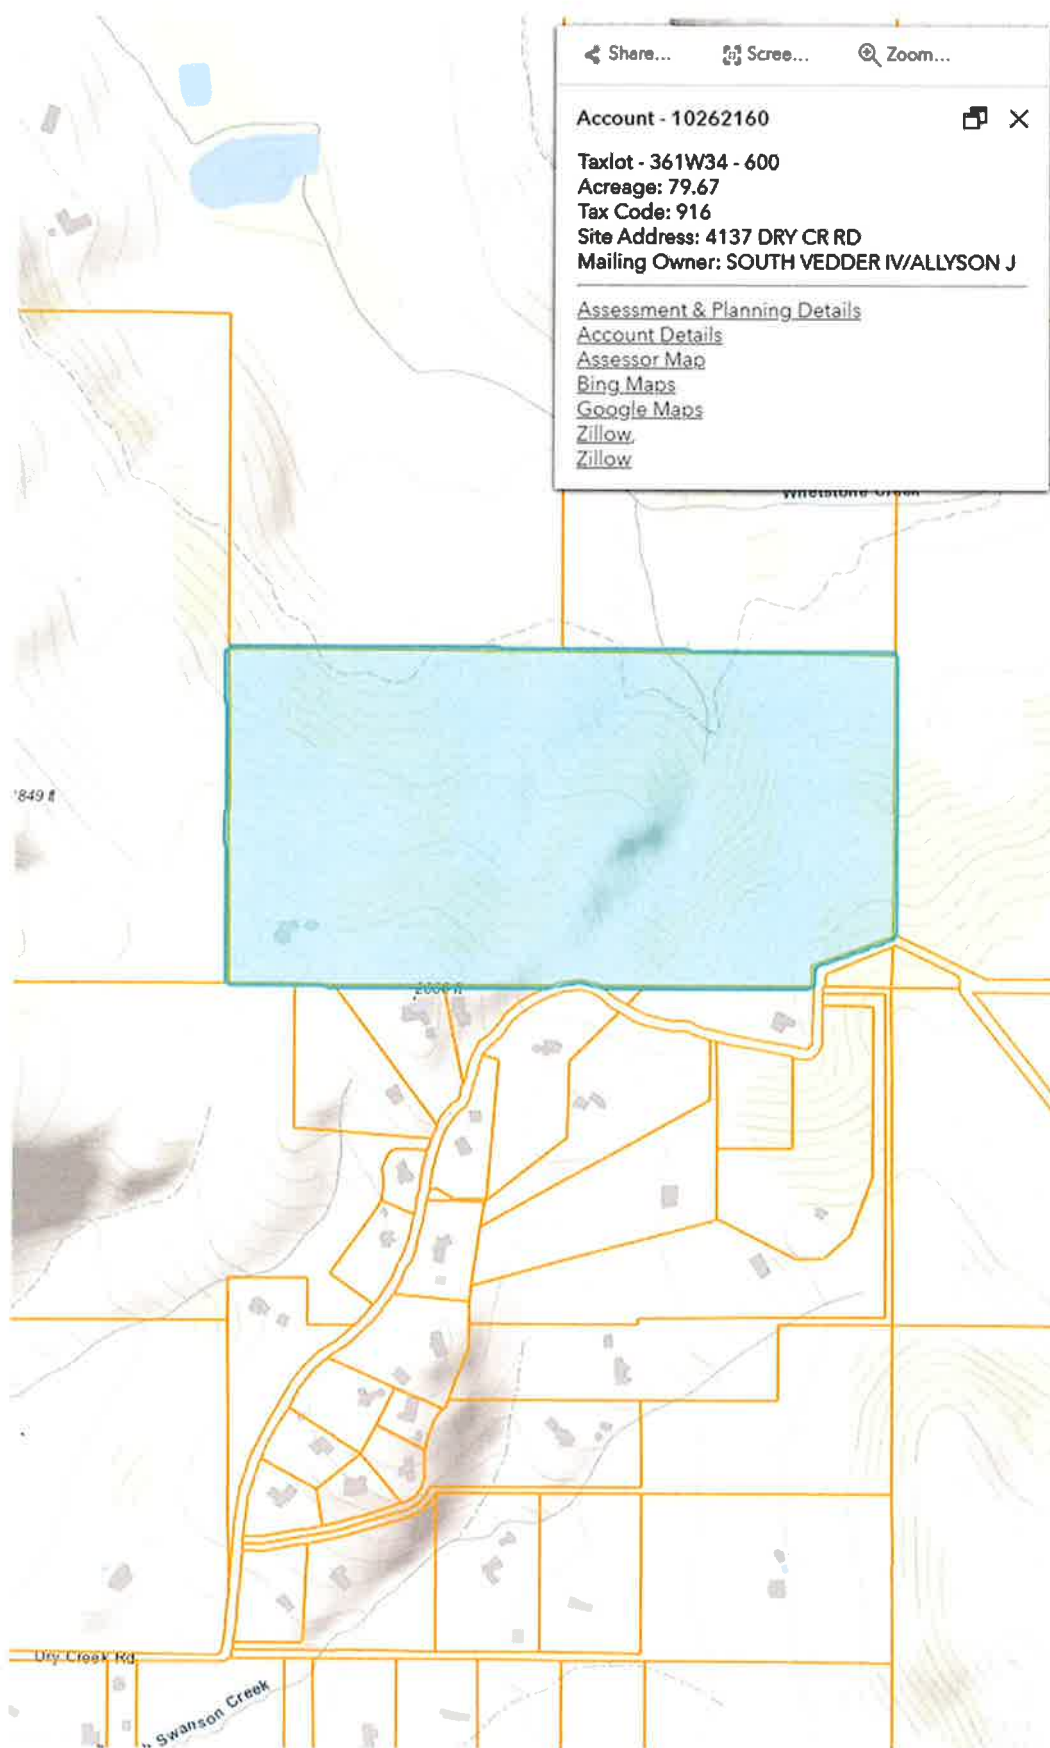 Share...
Scree...
Zoom...
Account - 10262160
Taxlot - 361W34 - 600
Acreage: 79.67
Tax Code: 916
Site Address: 4137 DRY CR RD
Mailing Owner: SOUTH VEDDER IV/ALLYSON J
Assessment & Planning Details
Account Details
Assessor Map
Bing Maps
Google Maps
Zillow
Zillow
Whetstone Creek
849 ft
Dry Creek Rd
Swanson Creek